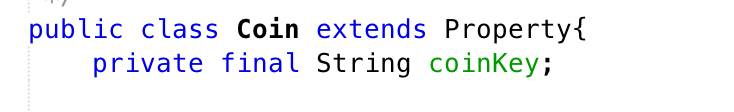 */
public class Coin extends Property{
private final String coinKey;